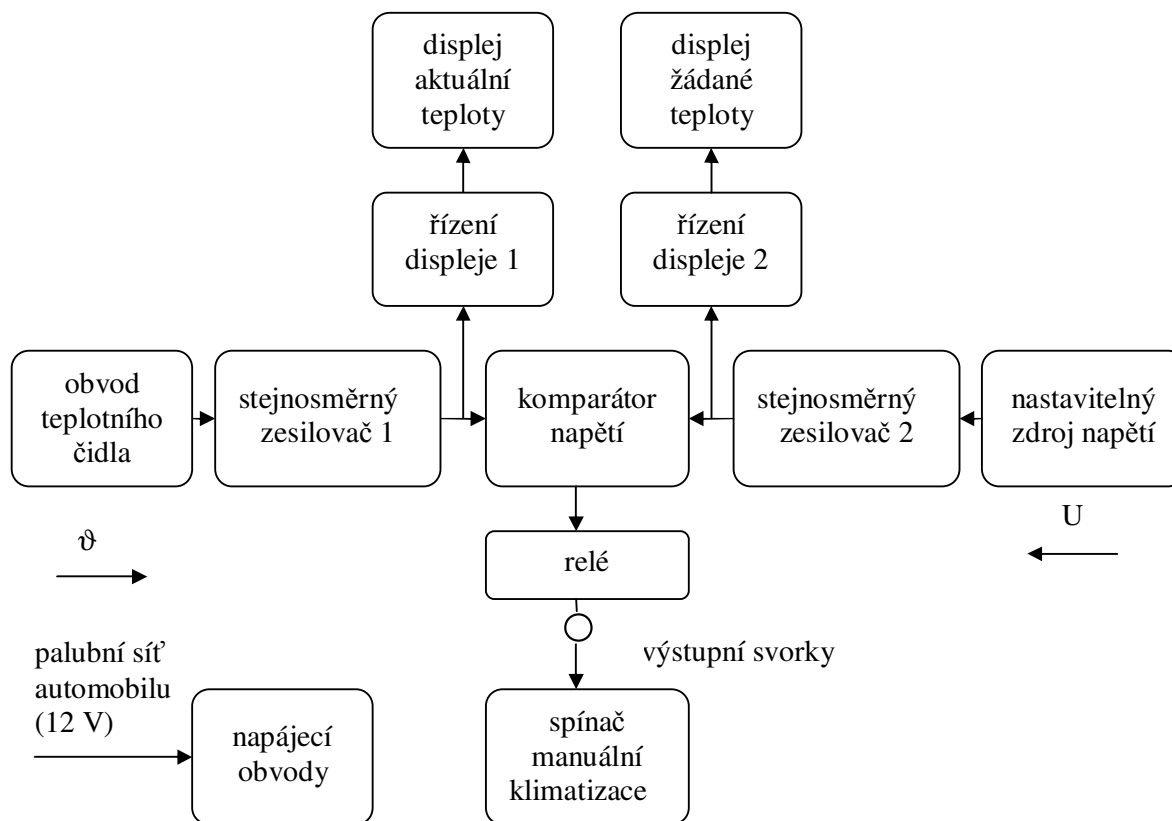 displej
aktuální
teploty
displej
žádané
teploty
řízení
displeje 1
řízení
displeje 2
obvod
teplotního
čidla
stejnosměrný
zesilovač 1
komparátor
napětí
stejnosměrný
zesilovač 2
nastavitelný
zdroj napětí
ϑ
U
relé
výstupní svorky
palubní síť
automobilu
(12 V)
napájecí
obvody
spínač
manuální
klimatizace